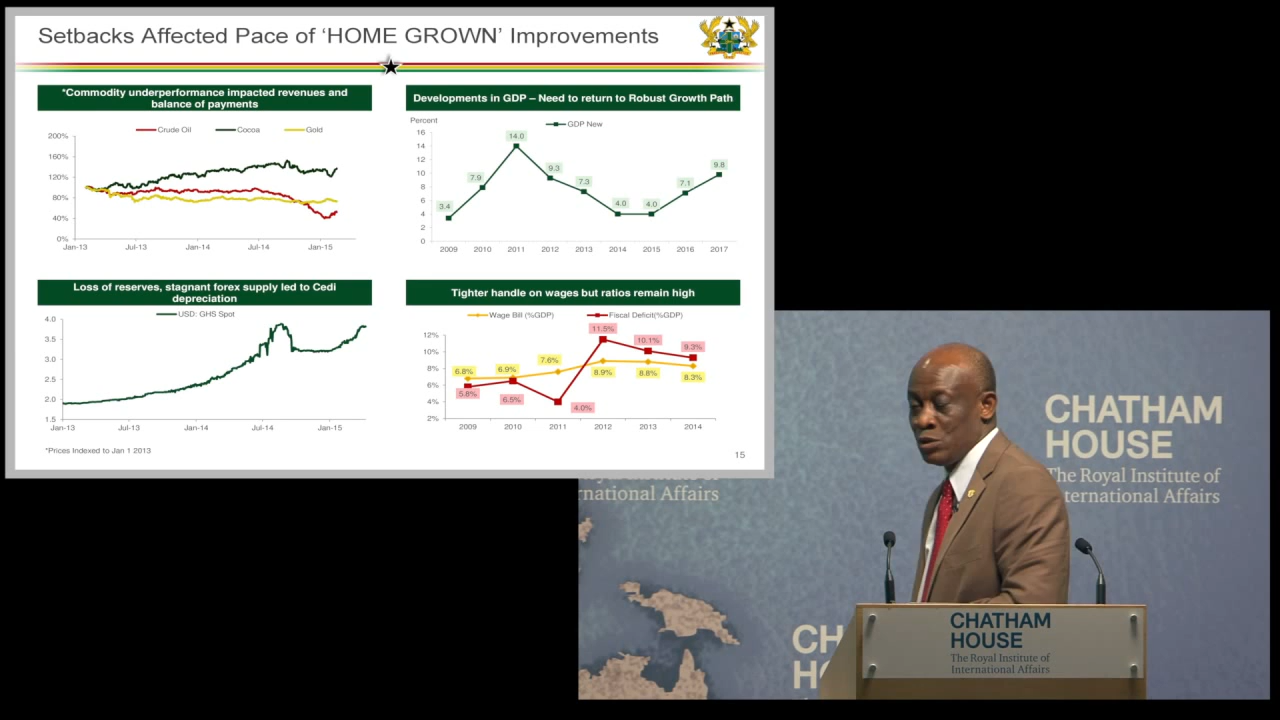 Setbacks Affected Pace of ‘HOME GROWN’ Improvements
*Commodity underperformance impacted revenues and
balance of payments
Crude Oil Cocoa Gold
200%
160%
120%
80%
40%
0%
Jan-13 Jul-13 Jan-14 Jul-14 Jan-15
Developments in GDP – Need to return to Robust Growth Path
Percent
GDP New
16
14
12
10
8
6
4
2
0
3.4 7.9 14.0 9.3 7.3 4.0 4.0 7.1 9.8
2009 2010 2011 2012 2013 2014 2015 2016 2017
Loss of reserves, stagnant forex supply led to Cedi
depreciation
USD: GHS Spot
4.0
3.5
3.0
2.5
2.0
1.5
Jan-13 Jul-13 Jan-14 Jul-14 Jan-15
*Prices Indexed to Jan 1 2013
Tighter handle on wages but ratios remain high
Wage Bill (%GDP) Fiscal Deficit(%GDP)
12%
10%
8%
6%
4%
2%
6.8% 6.9% 7.6% 8.9% 8.8% 8.3%
5.8% 6.5% 4.0% 11.5% 10.1% 9.3%
2009 2010 2011 2012 2013 2014
15
rnational Affairs
CHATHAM
HOUSE
The Royal Institute of
ternational Affairs
CH
H
CHATHAM
HOUSE
The Royal Institute of
International Affairs